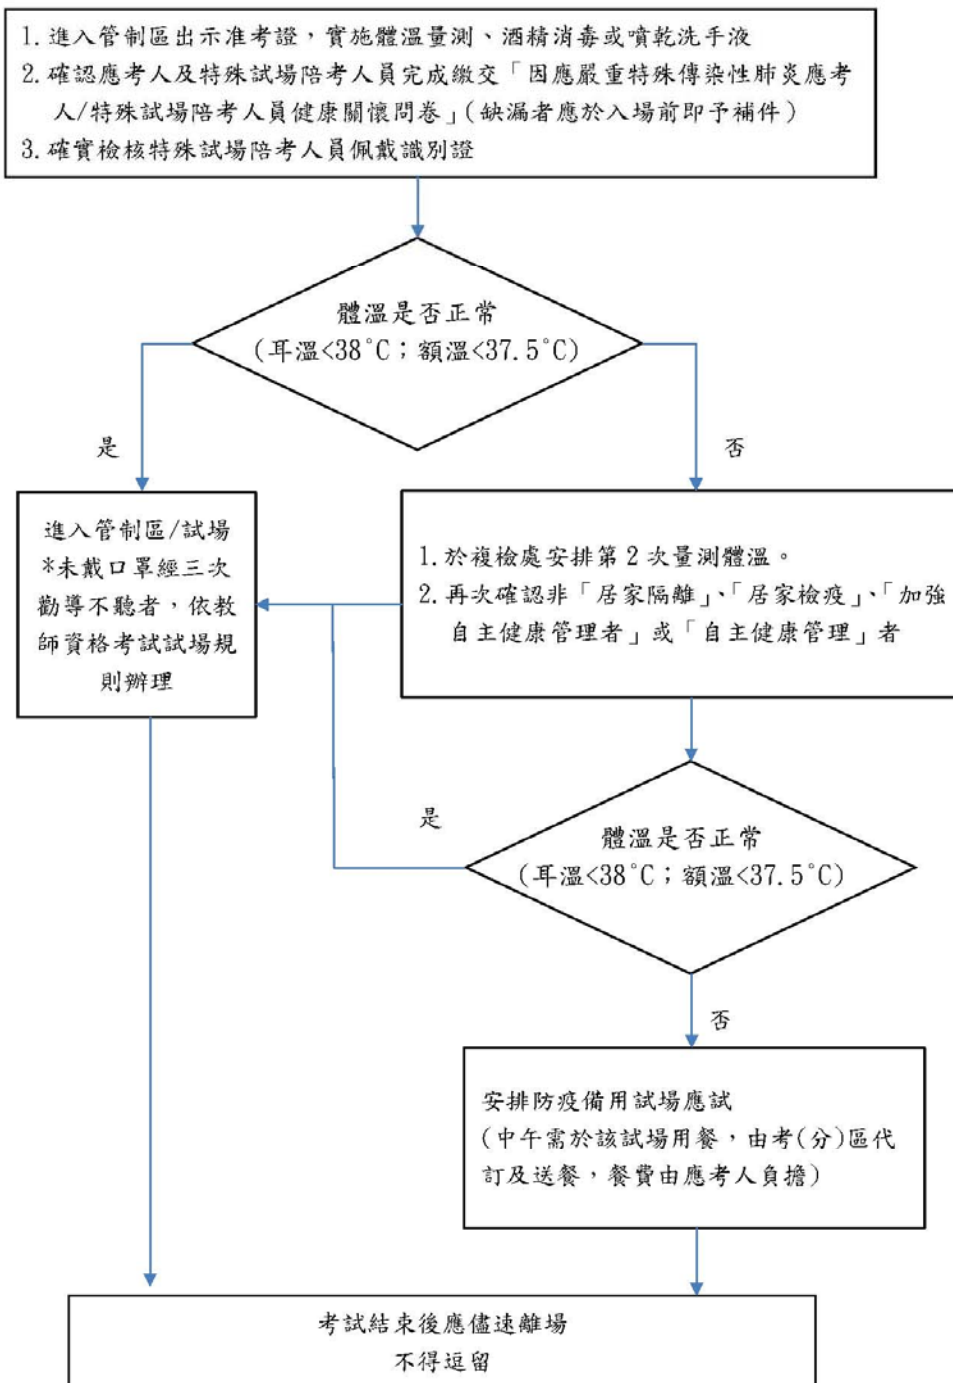 1. 進入管制區出示准考證，實施體溫量測、酒精消毒或噴乾洗手液
2. 確認應考人及特殊試場陪考人員完成繳交「因應嚴重特殊傳染性肺炎應考
人/特殊試場陪考人員健康關懷問卷」(缺漏者應於入場前即予補件)
3. 確實檢核特殊試場陪考人員佩戴識別證
體溫是否正常
(耳溫<38°C；額溫<37.5°C)
是
否
進入管制區/試場
*未戴口罩經三次
勸導不聽者，依教
師資格考試試場規
則辦理
1. 於複檢處安排第 2 次量測體溫。
2. 再次確認非「居家隔離」、「居家檢疫」、「加強
自主健康管理者」或「自主健康管理」者
是
體溫是否正常
(耳溫<38°C；額溫<37.5°C)
否
安排防疫備用試場應試
(中午需於該試場用餐，由考(分)區代
訂及送餐，餐費由應考人負擔)
考試結束後應儘速離場
不得逗留